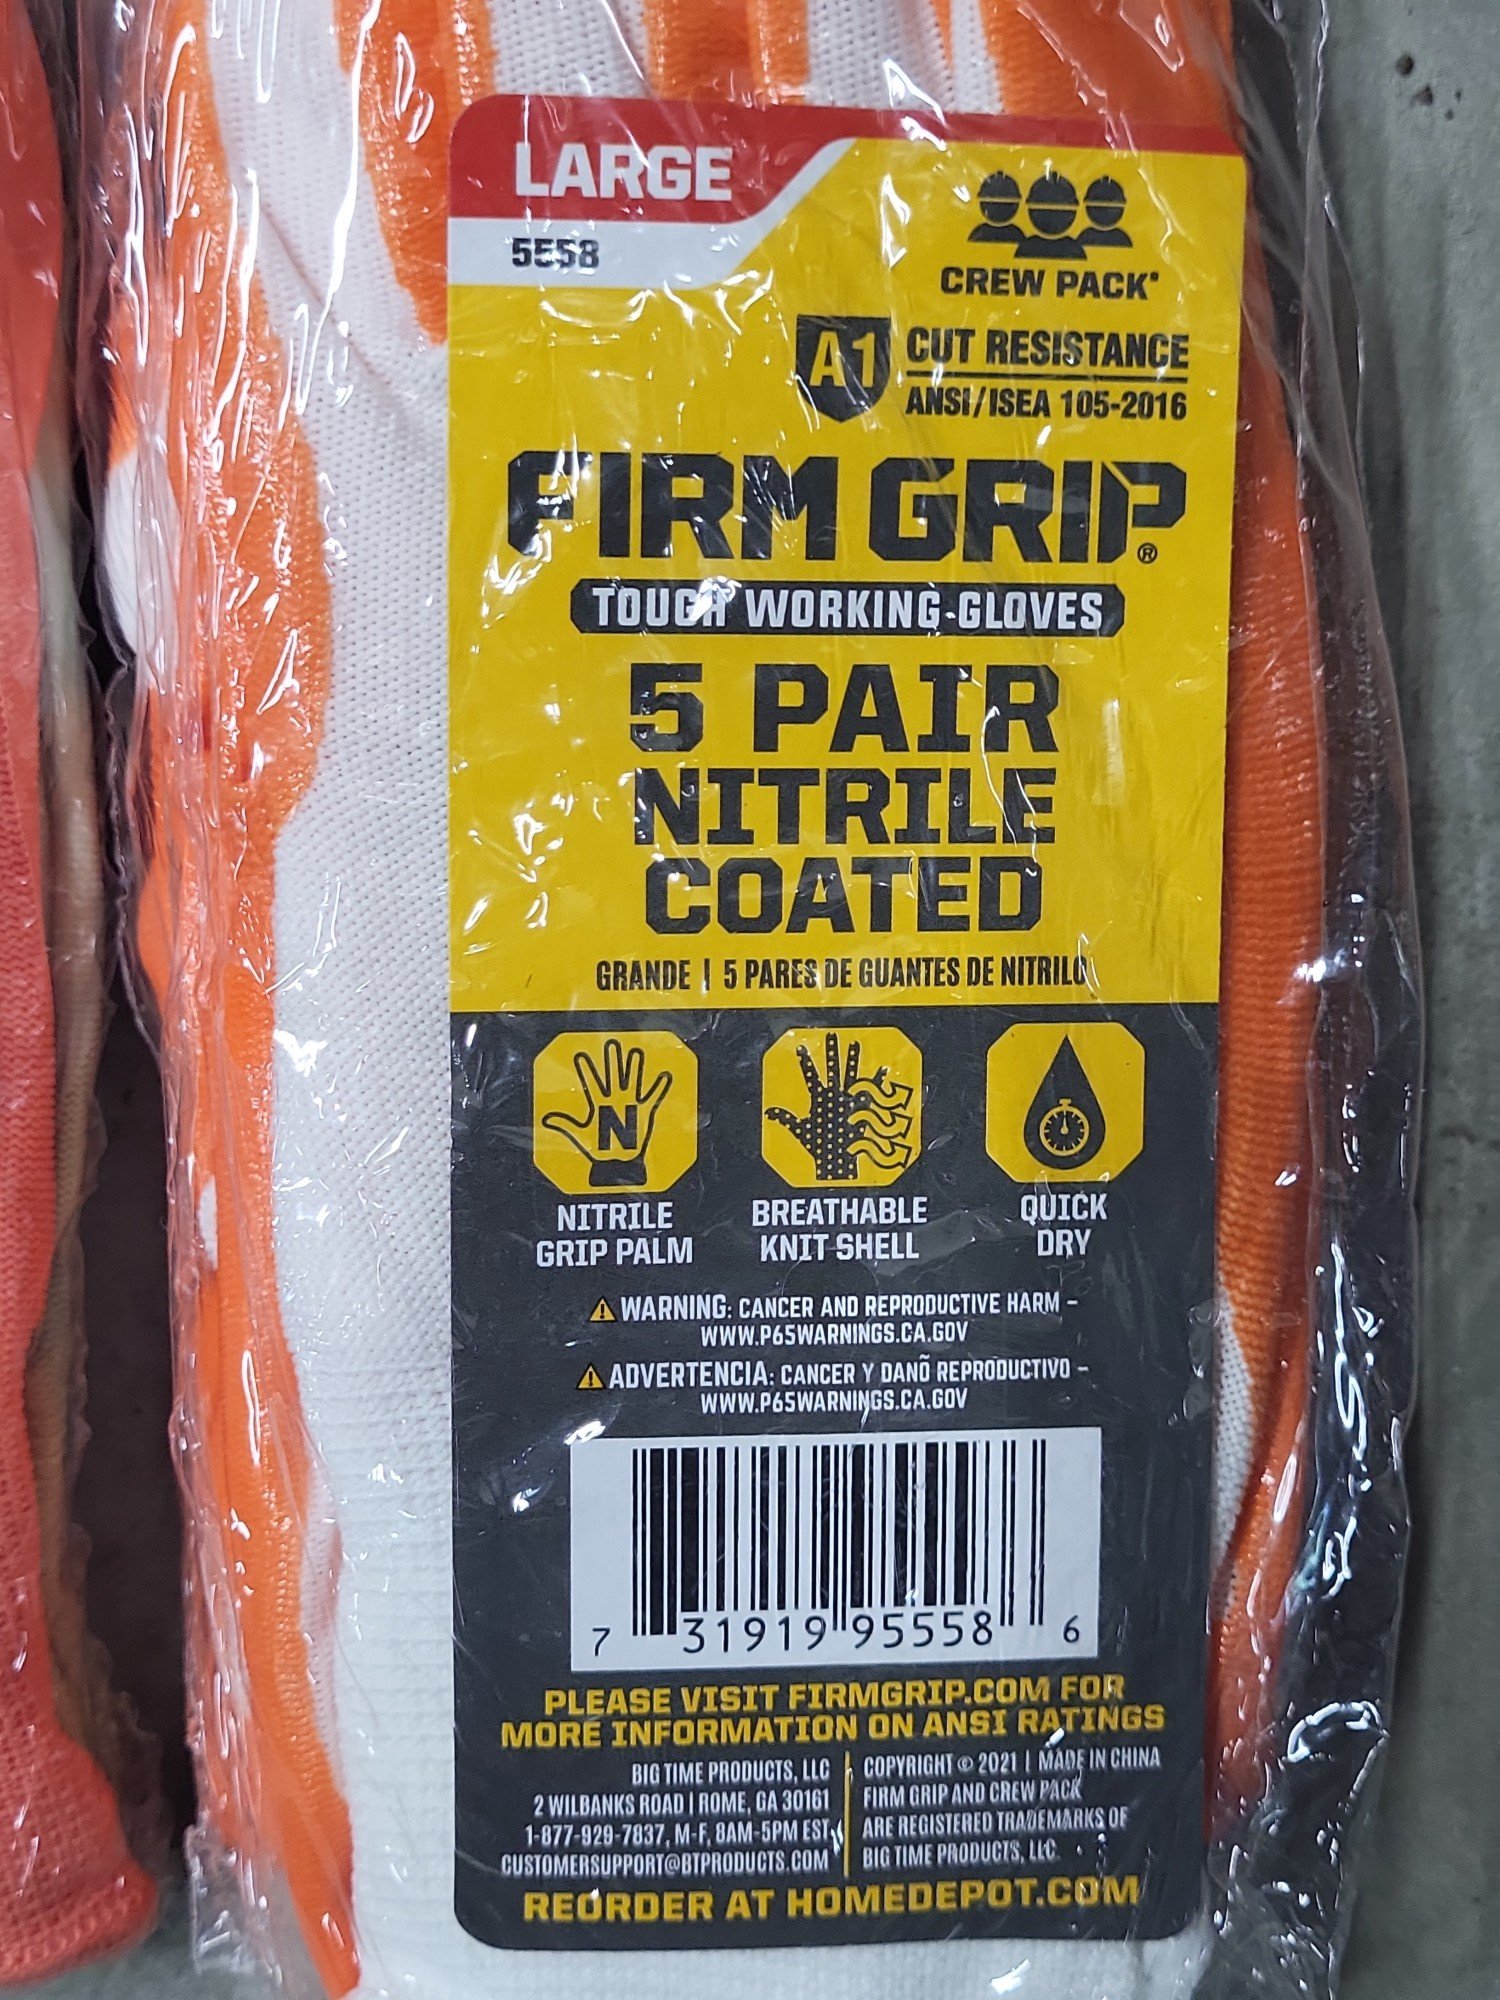 LARGE
5558
CREW PACK®
A1
CUT RESISTANCE
ANSI/ISEA 105-2016
FIRM GRIP®
TOUGH WORKING-GLOVES
5 PAIR
NITRILE
COATED
GRANDE | 5 PARES DE GUANTES DE NITRILO
N
NITRILE
GRIP PALM
BREATHABLE
KNIT SHELL
QUICK
DRY
⚠ WARNING: CANCER AND REPRODUCTIVE HARM –
WWW.P65WARNINGS.CA.GOV
⚠ ADVERTENCIA: CANCER Y DANÕ REPRODUCTIVO –
WWW.P65WARNINGS.CA.GOV
7 31919 95558 6
PLEASE VISIT FIRMGRIP.COM FOR
MORE INFORMATION ON ANSI RATINGS
BIG TIME PRODUCTS, LLC
2 WILBANKS ROAD | ROME, GA 30161
1-877-929-7837, M-F, 8AM-5PM EST
CUSTOMERSUPPORT@BTPRODUCTS.COM
COPYRIGHT © 2021 | MADE IN CHINA
FIRM GRIP AND CREW PACK
ARE REGISTERED TRADEMARKS OF
BIG TIME PRODUCTS, LLC.
REORDER AT HOMEDEPOT.COM